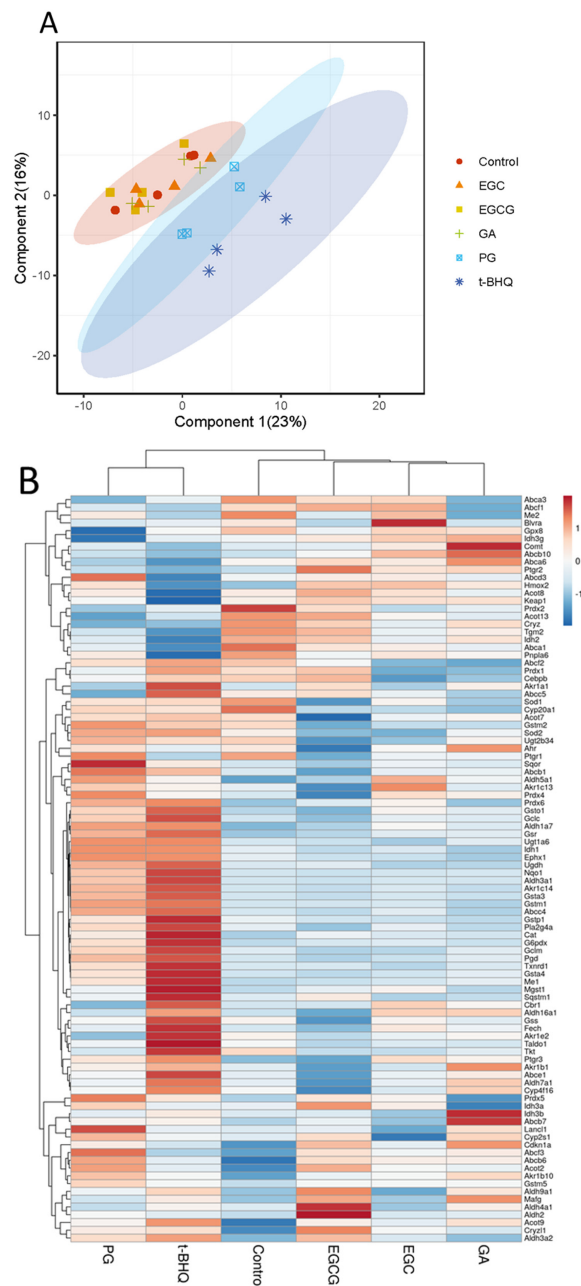 A
Component 2(16%)
10
0
-10
-20
-10
0
10
20
Component 1(23%)
Control
EGC
EGCG
GA
PG
t-BHQ
B
1
0
-1
Abca3
Abcf1
Me2
Blvra
Gpx8
Idh3g
Comt
Abcb10
Abca6
Ptgr2
Abcd3
Hmox2
Acot8
Keap1
Prdx2
Acot13
Cryz
Tgm2
Idh2
Abca1
Pnpla6
Abcf2
Prdx1
Cebpb
Akr1a1
Abcc5
Sod1
Cyp20a1
Acot7
Gstm2
Sod2
Ugt2b34
Ahr
Ptgr1
Sqor
Abcb1
Aldh5a1
Akr1c13
Prdx4
Prdx6
Gsto1
Gclc
Aldh1a7
Gsr
Ugt1a6
Idh1
Ephx1
Ugdh
Nqo1
Aldh3a1
Akr1c14
Gsta3
Gstm1
Abcc4
Gstp1
Pla2g4a
Cat
G6pdx
Gclm
Pgd
Txnrd1
Gsta4
Me1
Mgst1
Sqstm1
Cbr1
Aldh16a1
Gss
Fech
Akr1e2
Taldo1
Tkt
Ptgr3
Akr1b1
Abce1
Aldh7a1
Cyp4f16
Prdx5
Idh3a
Idh3b
Abcb7
Lancl1
Cyp2s1
Cdkn1a
Abcf3
Abcb6
Acot2
Akr1b10
Gstm5
Aldh9a1
Mafg
Aldh4a1
Aldh2
Acot9
Cryzl1
Aldh3a2
PG
t-BHQ
Contro
EGCG
EGC
GA